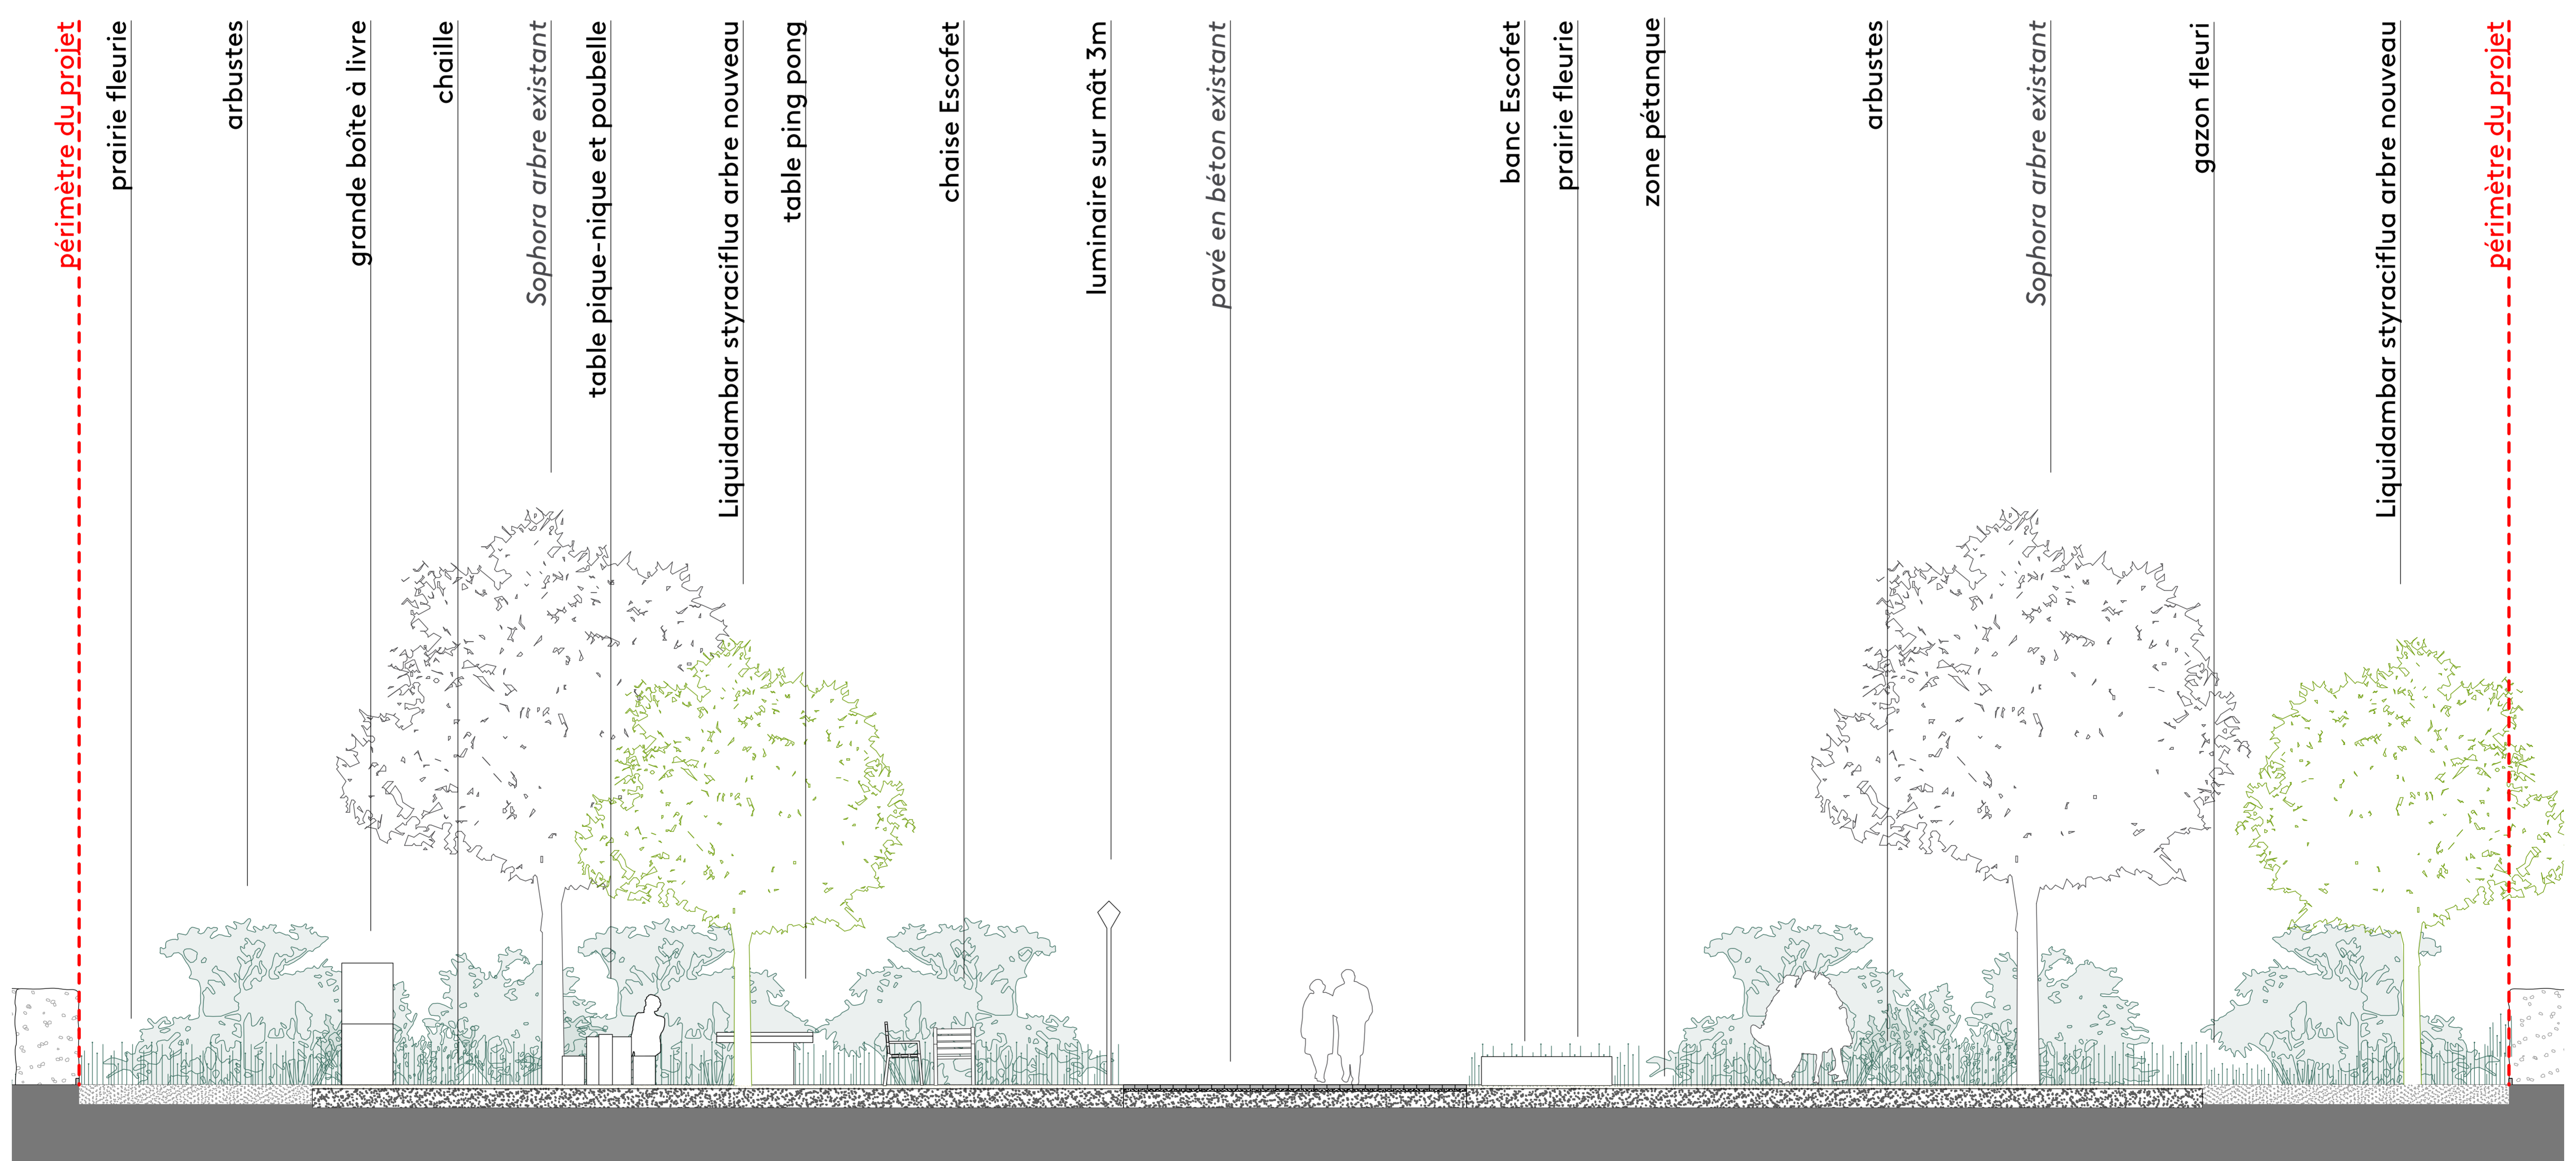 périmètre du projet
prairie fleurie
arbustes
grande boîte à livre
chaille
Sophora arbre existant
table pique-nique et poubelle
Liquidambar styraciflua arbre nouveau
table ping pong
chaise Escofet
luminaire sur mât 3m
pavé en béton existant
banc Escofet
prairie fleurie
zone pétanque
arbustes
Sophora arbre existant
gazon fleuri
Liquidambar styraciflua arbre nouveau
périmètre du projet